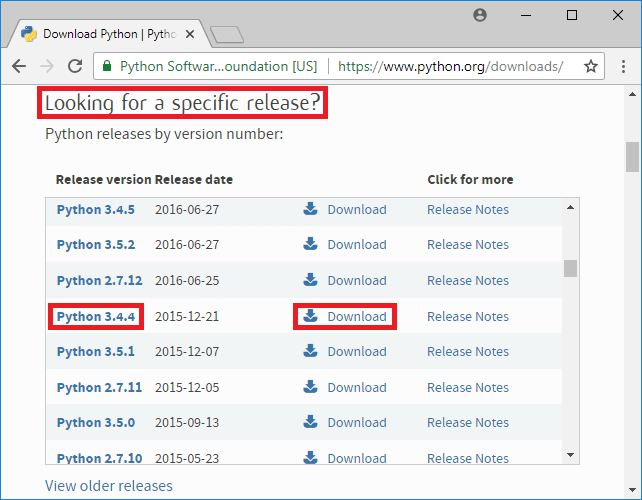 Download Python | Pytho
Python Softwar...oundation [US] https://www.python.org/downloads/
Looking for a specific release?
Python releases by version number:
Release version Release date Click for more
Python 3.4.5 2016-06-27 Download Release Notes
Python 3.5.2 2016-06-27 Download Release Notes
Python 2.7.12 2016-06-25 Download Release Notes
Python 3.4.4 2015-12-21 Download Release Notes
Python 3.5.1 2015-12-07 Download Release Notes
Python 2.7.11 2015-12-05 Download Release Notes
Python 3.5.0 2015-09-13 Download Release Notes
Python 2.7.10 2015-05-23 Download Release Notes
View older releases